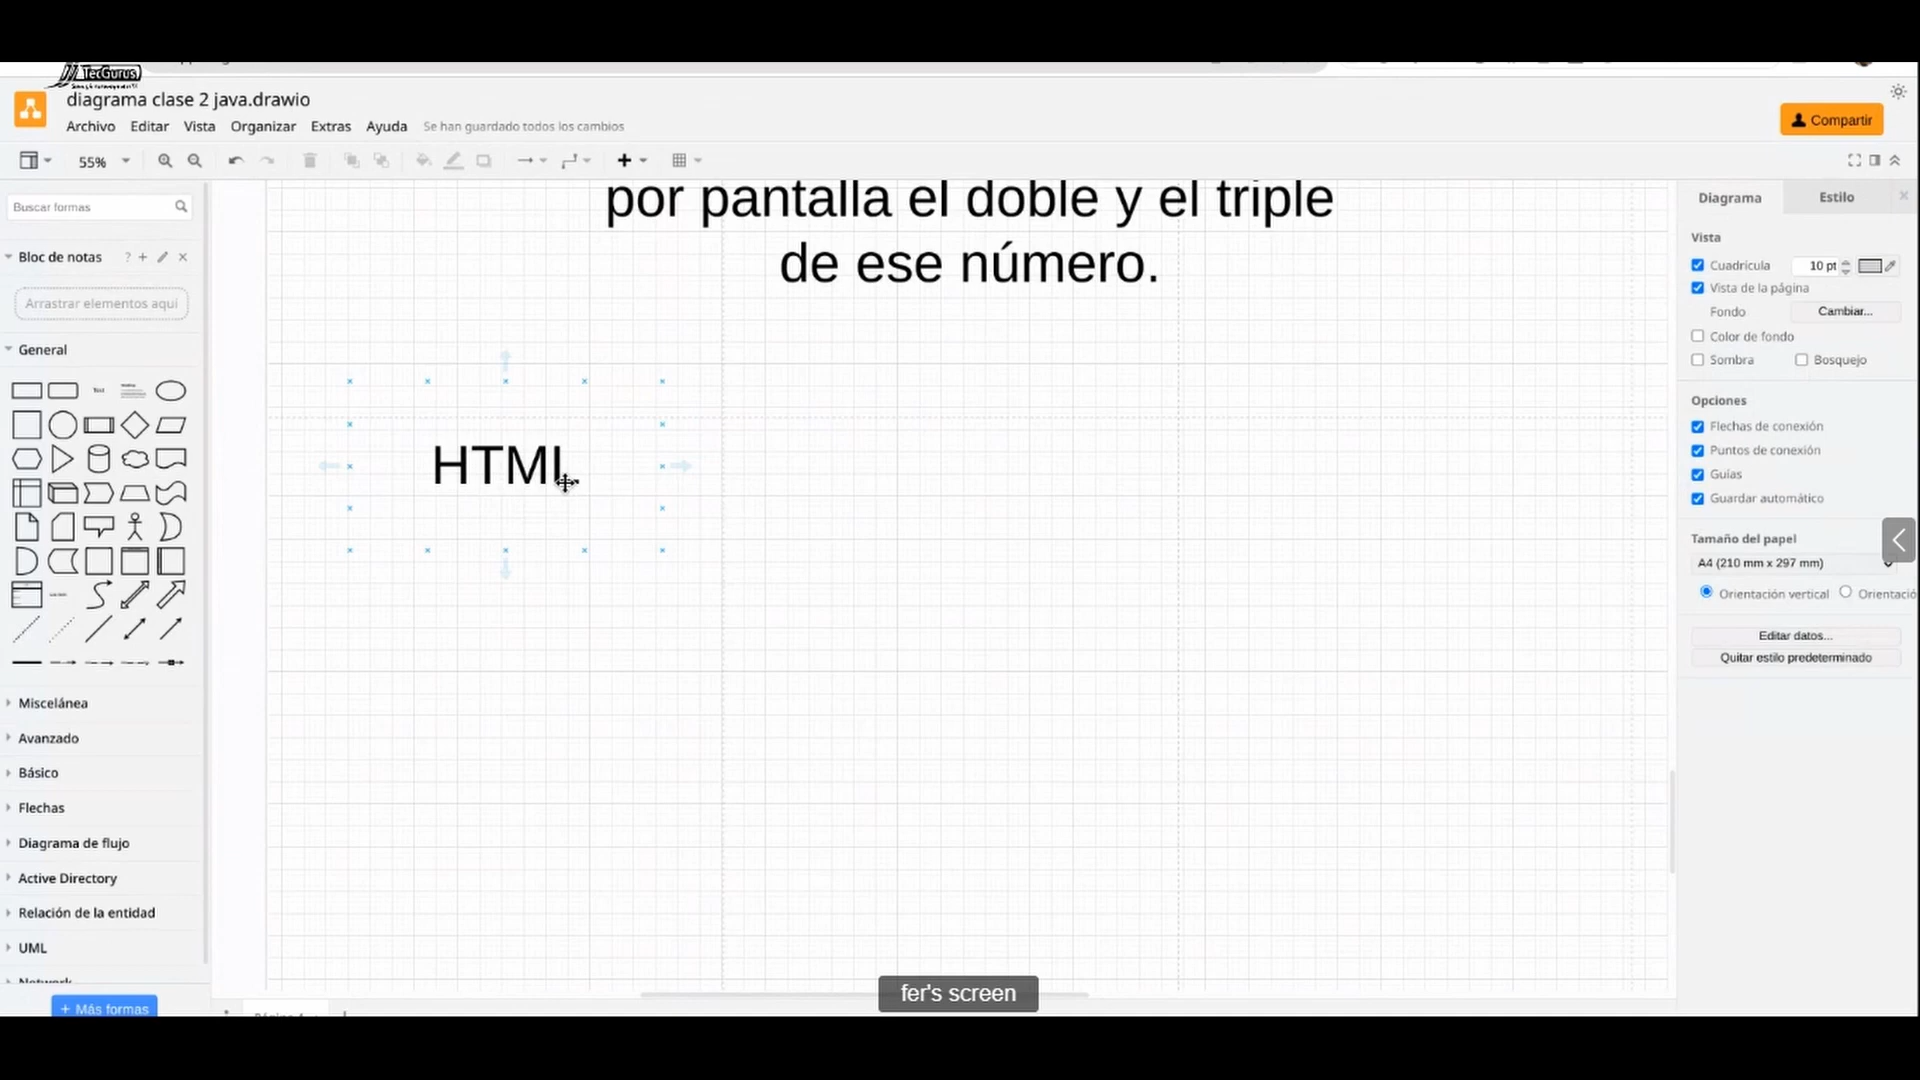 TecGurus
diagrama clase 2 java.drawio
Archivo Editar Vista Organizar Extras Ayuda Se han guardado todos los cambios
Compartir
55%
Buscar formas
Bloc de notas ? +
Arrastrar elementos aquí
General
Text
Miscelánea
Avanzado
Básico
Flechas
Diagrama de flujo
Active Directory
Relación de la entidad
UML
Network
+ Más formas
por pantalla el doble y el triple
de ese número.
HTML
fer's screen
Diagrama Estilo
Vista
Cuadrícula 10 pt
Vista de la página
Fondo Cambiar...
Color de fondo
Sombra Bosquejo
Opciones
Flechas de conexión
Puntos de conexión
Guías
Guardar automático
Tamaño del papel
A4 (210 mm x 297 mm)
Orientación vertical Orientació
Editar datos...
Quitar estilo predeterminado